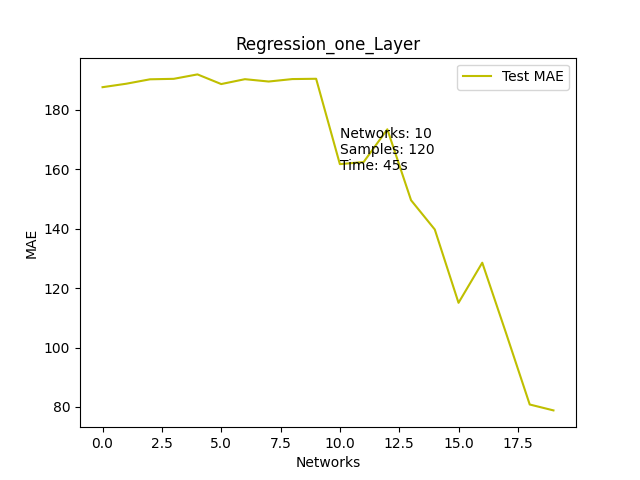 Regression_one_Layer
Test MAE
180
160
140
120
100
80
MAE
Networks: 10
Samples: 120
Time: 45s
0.0 2.5 5.0 7.5 10.0 12.5 15.0 17.5
Networks